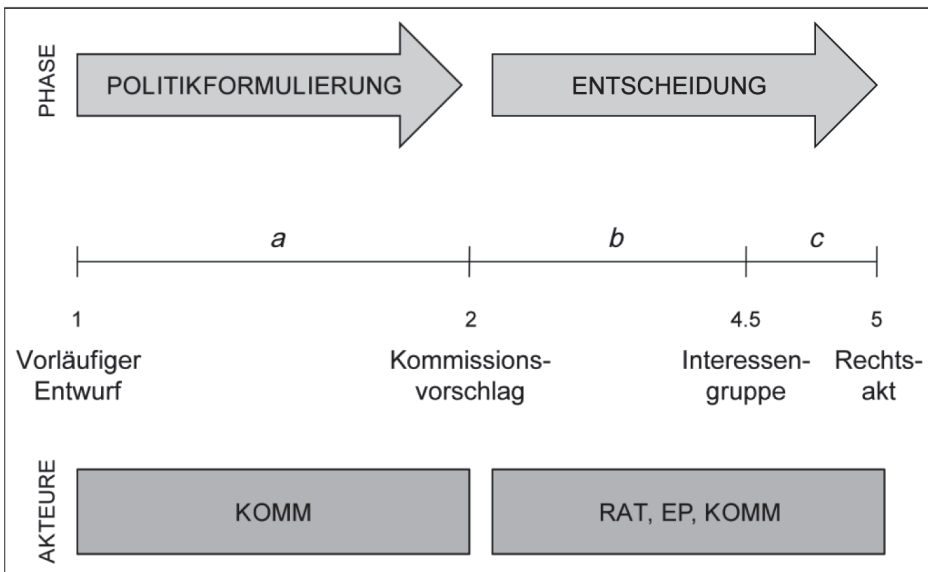 PHASE
POLITIKFORMULIERUNG
ENTSCHEIDUNG
a
b
c
1
2
4.5
5
Vorläufiger
Entwurf
Kommissions-
vorschlag
Interessen-
gruppe
Rechts-
akt
AKTEURE
KOMM
RAT, EP, KOMM